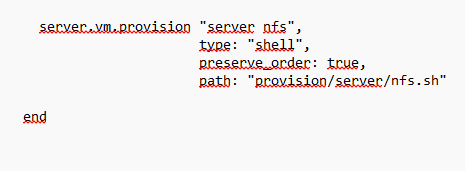 server.vm.provision "server nfs",
type: "shell",
preserve_order: true,
path: "provision/server/nfs.sh"
end